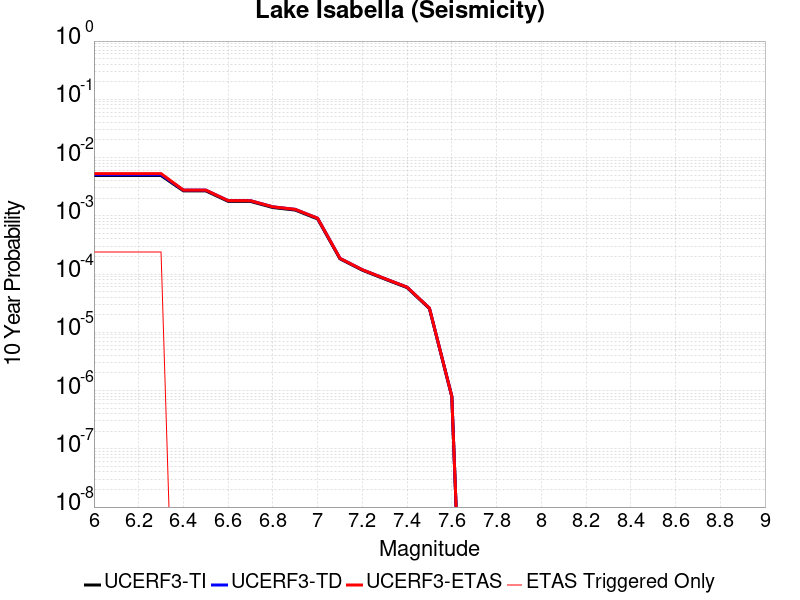 Lake Isabella (Seismicity)
10^0
10^-1
10^-2
10^-3
10^-4
10^-5
10^-6
10^-7
10^-8
10 Year Probability
6 6.2 6.4 6.6 6.8 7 7.2 7.4 7.6 7.8 8 8.2 8.4 8.6 8.8 9
Magnitude
UCERF3-TI UCERF3-TD UCERF3-ETAS ETAS Triggered Only